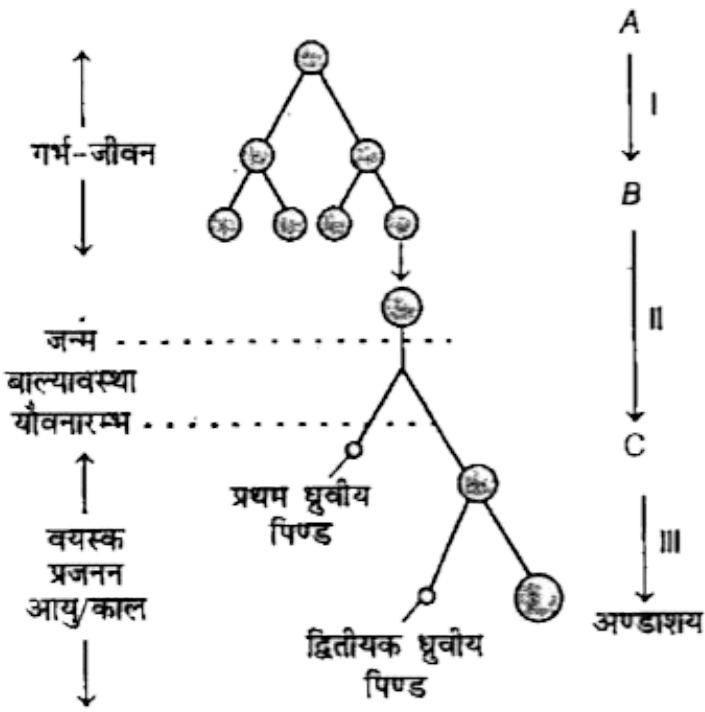 A
I
गर्भ-जीवन
B
II
जन्म
बाल्यावस्था
यौवनारम्भ
C
प्रथम ध्रुवीय
पिण्ड
III
वयस्क
प्रजनन
आयु/काल
अण्डाशय
द्वितीयक ध्रुवीय
पिण्ड